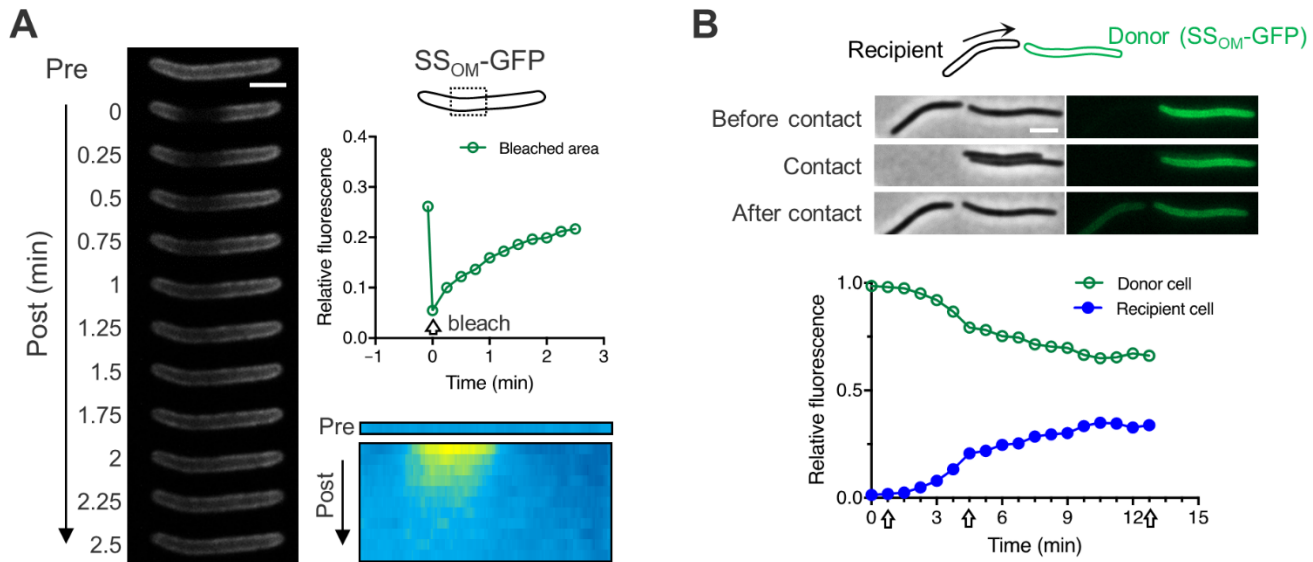 A
Pre
0
0.25
0.5
0.75
1
1.25
1.5
1.75
2
2.25
2.5
Post (min)
SS_OM-GFP
Relative fluorescence
0.4
0.3
0.2
0.1
0.0
Bleached area
bleach
−1
0
1
2
3
Time (min)
Pre
Post
B
Recipient
Donor (SS_OM-GFP)
Before contact
Contact
After contact
Relative fluorescence
1.0
0.5
0.0
Donor cell
Recipient cell
0
3
6
9
12
15
Time (min)